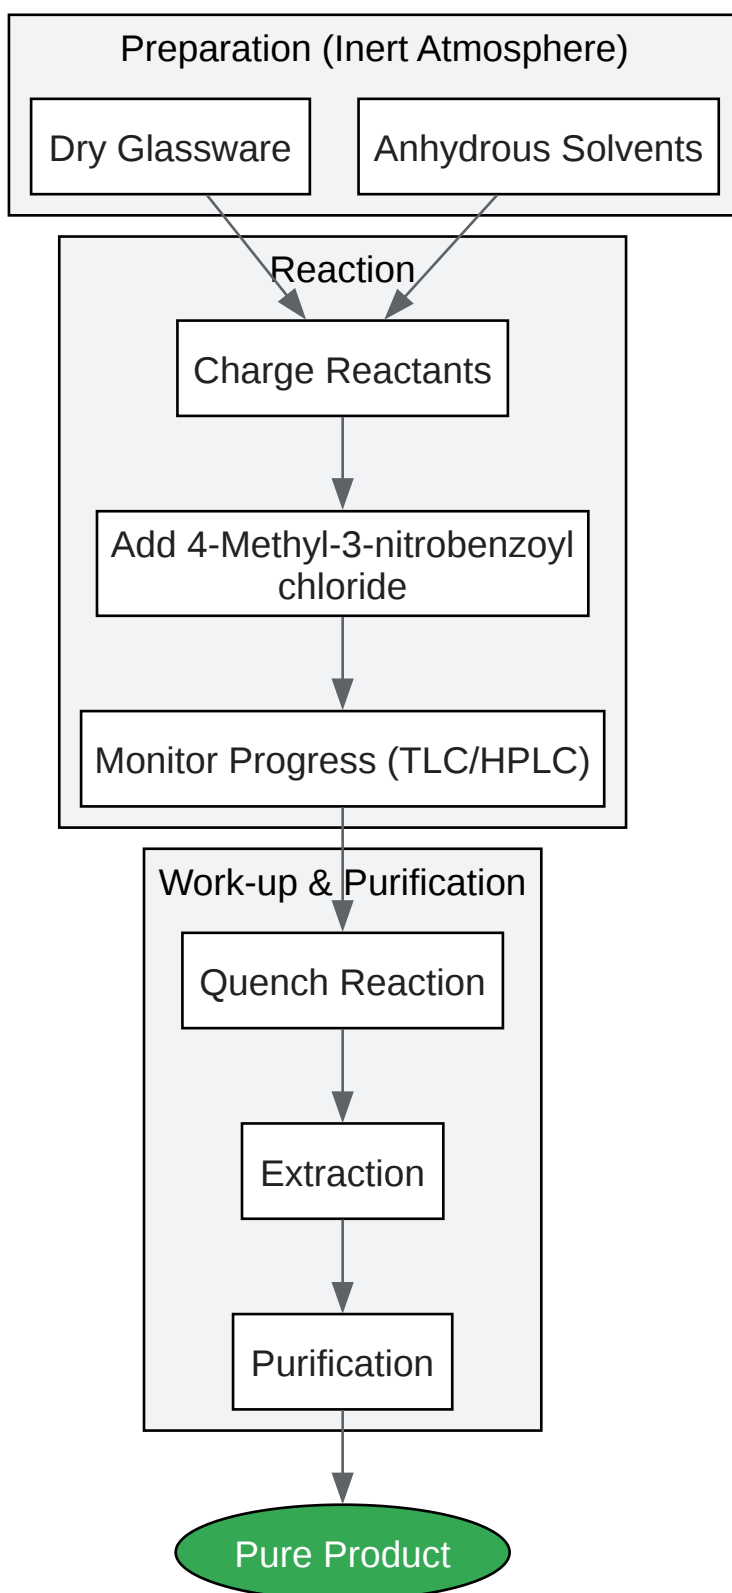 Preparation (Inert Atmosphere)
Dry Glassware
Anhydrous Solvents
Reaction
Charge Reactants
Add 4-Methyl-3-nitrobenzoyl
chloride
Monitor Progress (TLC/HPLC)
Work-up & Purification
Quench Reaction
Extraction
Purification
Pure Product